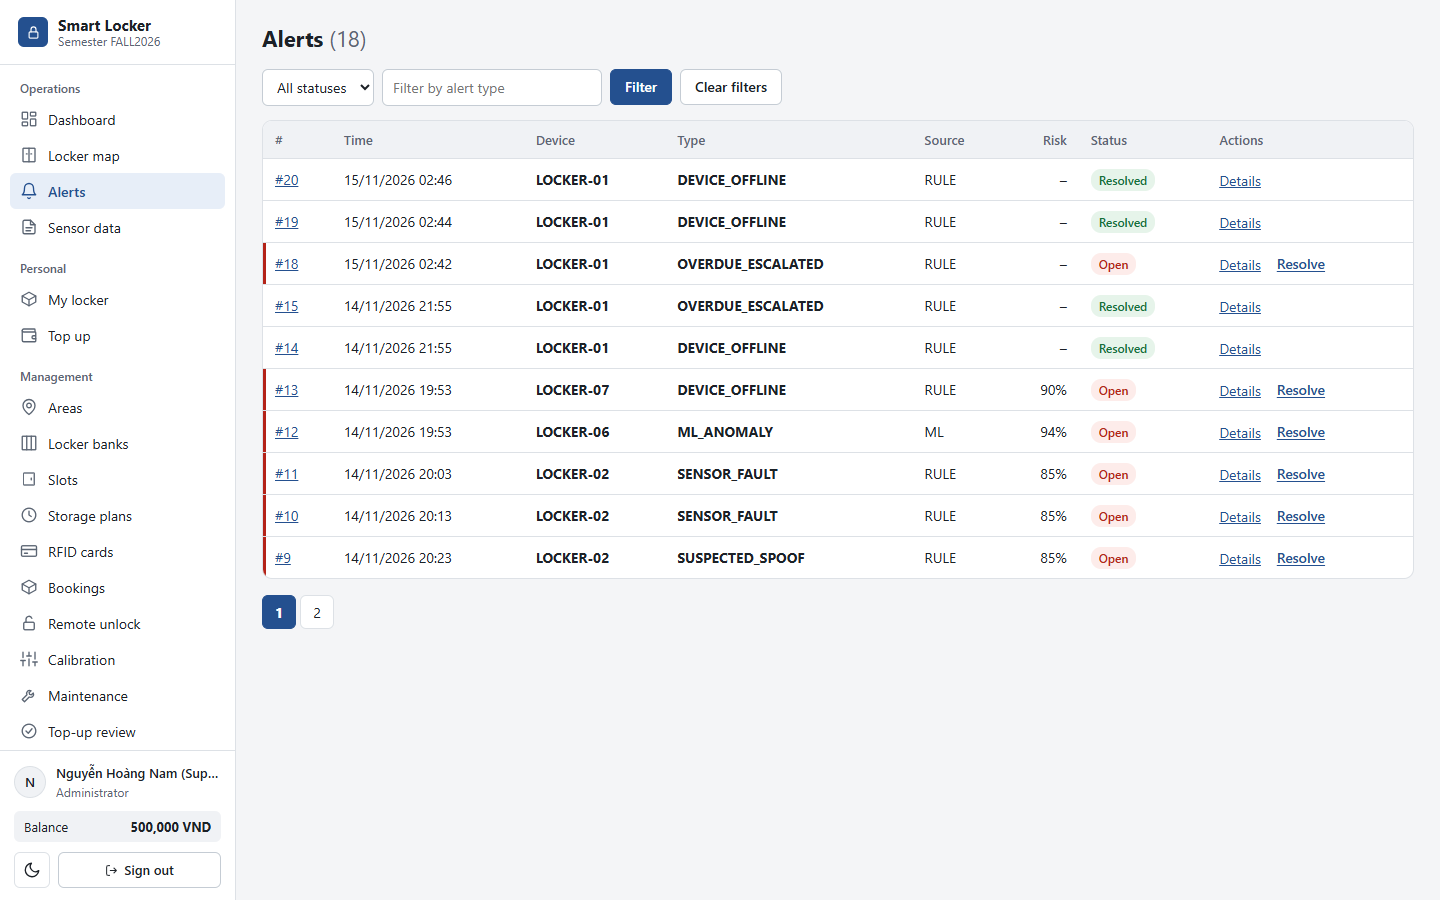 Smart Locker
Semester FALL2026
Operations
Dashboard
Locker map
Alerts
Sensor data
Personal
My locker
Top up
Management
Areas
Locker banks
Slots
Storage plans
RFID cards
Bookings
Remote unlock
Calibration
Maintenance
Top-up review
N
Nguyễn Hoàng Nam (Sup...
Administrator
Balance 500,000 VND
Sign out
Alerts (18)
All statuses Filter by alert type Filter Clear filters
# Time Device Type Source Risk Status Actions
#20 15/11/2026 02:46 LOCKER-01 DEVICE_OFFLINE RULE – Resolved Details
#19 15/11/2026 02:44 LOCKER-01 DEVICE_OFFLINE RULE – Resolved Details
#18 15/11/2026 02:42 LOCKER-01 OVERDUE_ESCALATED RULE – Open Details Resolve
#15 14/11/2026 21:55 LOCKER-01 OVERDUE_ESCALATED RULE – Resolved Details
#14 14/11/2026 21:55 LOCKER-01 DEVICE_OFFLINE RULE – Resolved Details
#13 14/11/2026 19:53 LOCKER-07 DEVICE_OFFLINE RULE 90% Open Details Resolve
#12 14/11/2026 19:53 LOCKER-06 ML_ANOMALY ML 94% Open Details Resolve
#11 14/11/2026 20:03 LOCKER-02 SENSOR_FAULT RULE 85% Open Details Resolve
#10 14/11/2026 20:13 LOCKER-02 SENSOR_FAULT RULE 85% Open Details Resolve
#9 14/11/2026 20:23 LOCKER-02 SUSPECTED_SPOOF RULE 85% Open Details Resolve
1 2